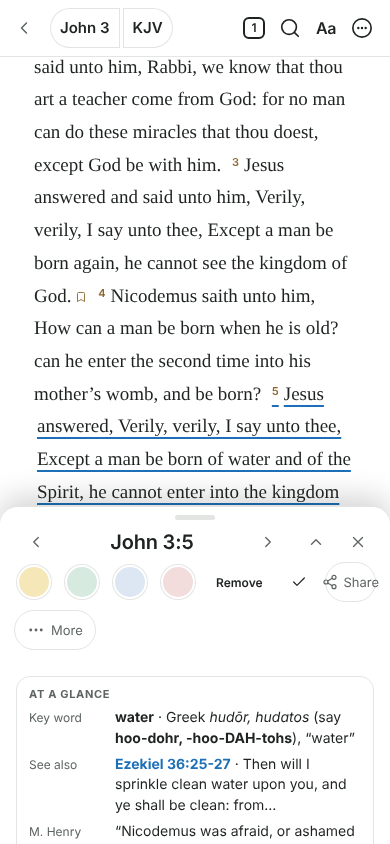 John 3 KJV 1 Aa
said unto him, Rabbi, we know that thou
art a teacher come from God: for no man
can do these miracles that thou doest,
except God be with him. 3 Jesus
answered and said unto him, Verily,
verily, I say unto thee, Except a man be
born again, he cannot see the kingdom of
God. 4 Nicodemus saith unto him,
How can a man be born when he is old?
can he enter the second time into his
mother’s womb, and be born? 5 Jesus
answered, Verily, verily, I say unto thee,
Except a man be born of water and of the
Spirit, he cannot enter into the kingdom
John 3:5
Remove Share
More
AT A GLANCE
Key word water · Greek hudōr, hudatos (say
hoo-dohr, -hoo-DAH-tohs), “water”
See also Ezekiel 36:25-27 · Then will I
sprinkle clean water upon you, and
ye shall be clean: from...
M. Henry “Nicodemus was afraid, or ashamed